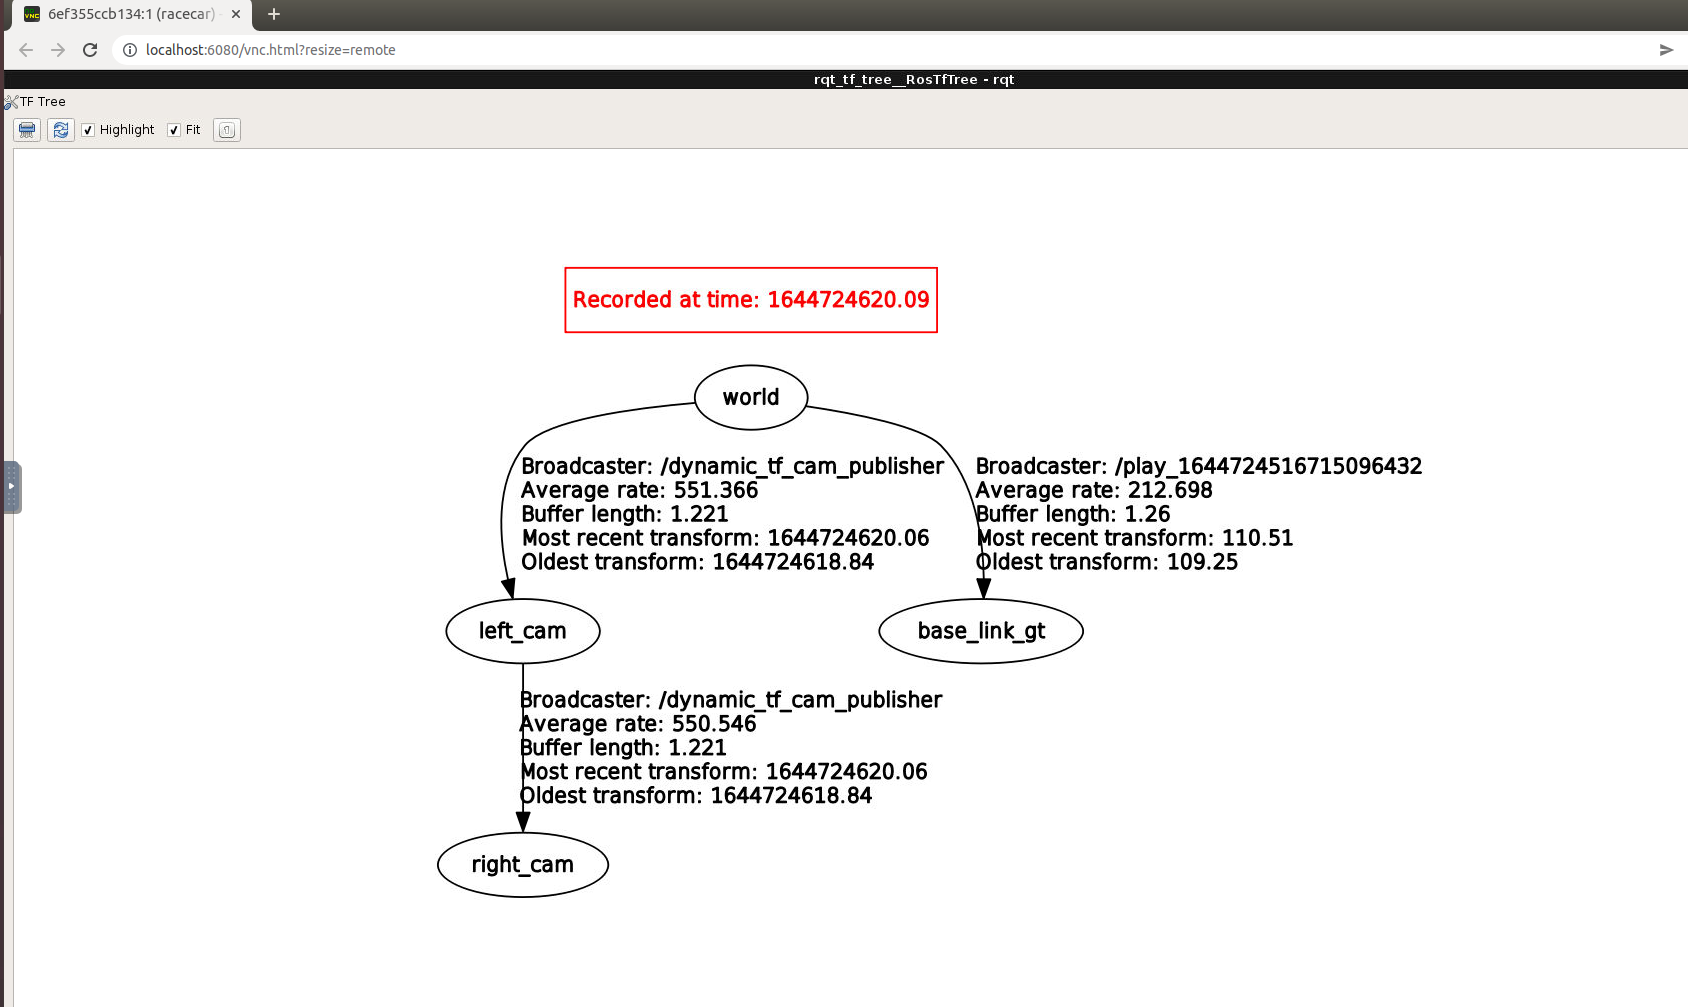 6ef355ccb134:1 (racecar)
localhost:6080/vnc.html?resize=remote
rqt_tf_tree__RosTfTree - rqt
TF Tree
Highlight Fit
Recorded at time: 1644724620.09
world
Broadcaster: /dynamic_tf_cam_publisher
Average rate: 551.366
Buffer length: 1.221
Most recent transform: 1644724620.06
Oldest transform: 1644724618.84
Broadcaster: /play_1644724516715096432
Average rate: 212.698
Buffer length: 1.26
Most recent transform: 110.51
Oldest transform: 109.25
left_cam
base_link_gt
Broadcaster: /dynamic_tf_cam_publisher
Average rate: 550.546
Buffer length: 1.221
Most recent transform: 1644724620.06
Oldest transform: 1644724618.84
right_cam